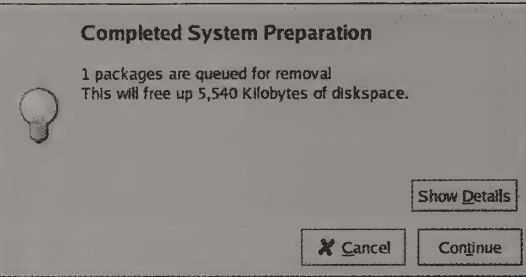 Completed System Preparation
1 packages are queued for removal
This will free up 5,540 Kilobytes of diskspace.
Show Details
Cancel
Continue